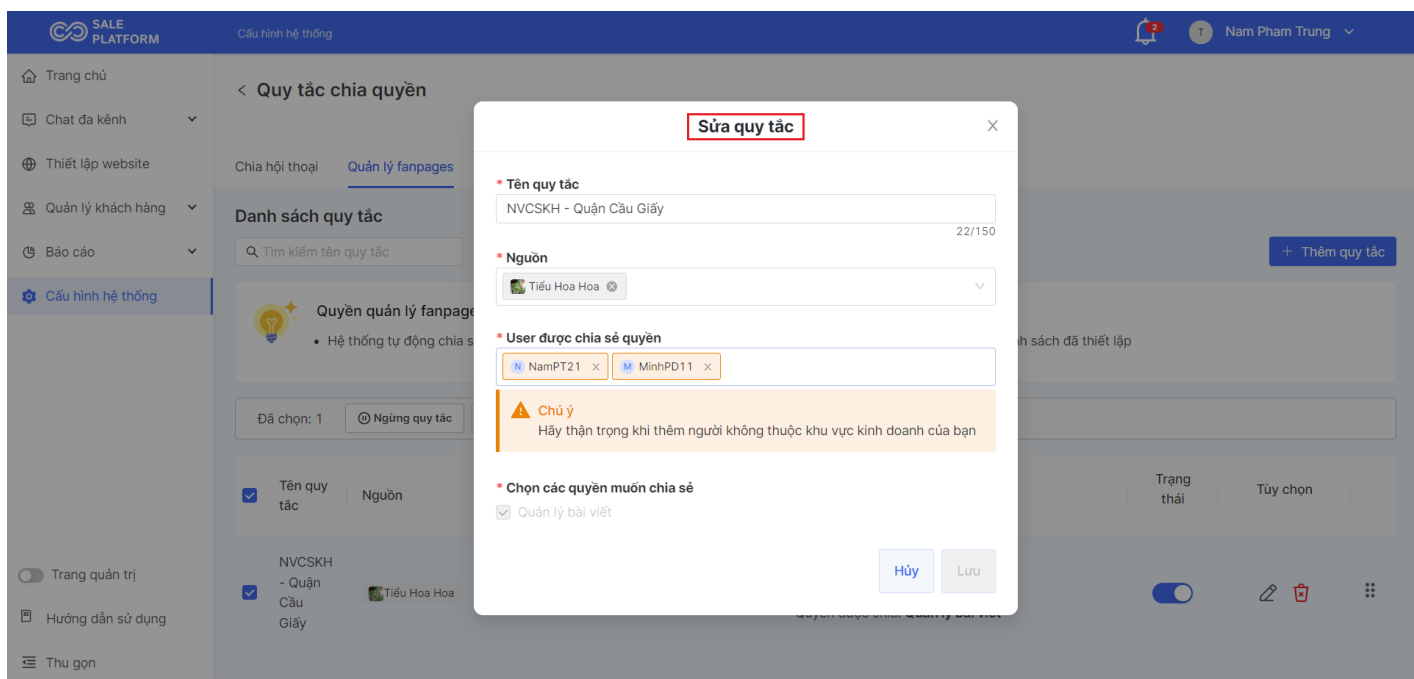 SALE
PLATFORM
Cấu hình hệ thống
2
T
Nam Pham Trung
Trang chủ
Chat đa kênh
Thiết lập website
Quản lý khách hàng
Báo cáo
Cấu hình hệ thống
Trang quản trị
Hướng dẫn sử dụng
Thu gọn
< Quy tắc chia quyền
Chia hội thoại
Quản lý fanpages
Danh sách quy tắc
Tìm kiếm tên quy tắc
+ Thêm quy tắc
Quyền quản lý fanpage
• Hệ thống tự động chia s
h sách đã thiết lập
Đã chọn: 1
Ngừng quy tắc
Tên quy
tắc
Nguồn
Trạng
thái
Tùy chọn
NVCSKH
- Quận
Cầu
Giấy
Tiểu Hoa Hoa
Sửa quy tắc
* Tên quy tắc
NVCSKH - Quận Cầu Giấy
22/150
* Nguồn
Tiểu Hoa Hoa
* User được chia sẻ quyền
N NamPT21 ×
M MinhPD11 ×
Chú ý
Hãy thận trọng khi thêm người không thuộc khu vực kinh doanh của bạn
* Chọn các quyền muốn chia sẻ
Quản lý bài viết
Hủy
Lưu
Quyền được chia: Quản lý bài viết